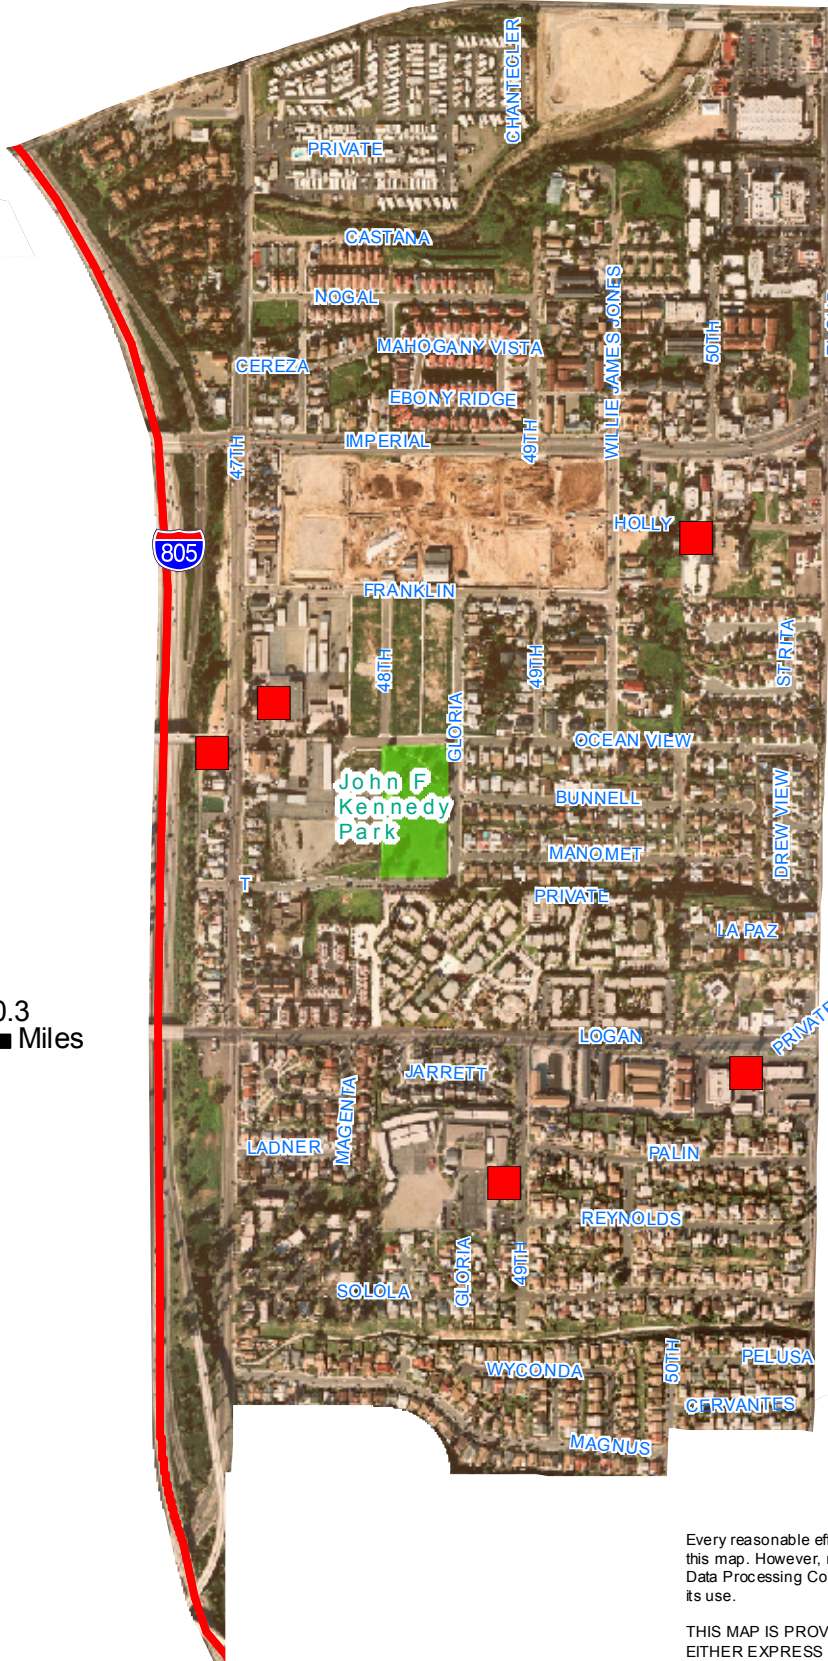 CHANTECLER
PRIVATE
CASTANA
NOGAL
WILLIE JAMES JONES
50TH
MAHOGANY VISTA
CEREZA
EBONY RIDGE
IMPERIAL
49TH
47TH
HOLLY
805
FRANKLIN
48TH
49TH
ST RITA
GLORIA
OCEAN VIEW
John F
Kennedy
Park
BUNNELL
DREW VIEW
MANOMET
T
PRIVATE
LA PAZ
0.3
Miles
LOGAN
PRIVATE
JARRETT
MAGENTA
LADNER
PALIN
REYNOLDS
GLORIA
49TH
SOLOLA
50TH
PELUSA
WYCONDA
CERVANTES
MAGNUS
Every reasonable ef
this map. However,
Data Processing Co
its use.
THIS MAP IS PROV
EITHER EXPRESS